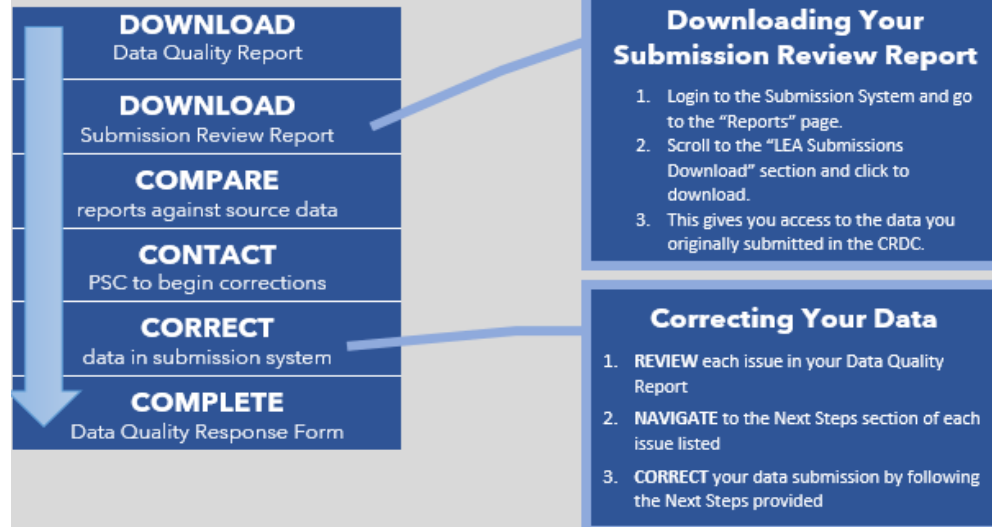 DOWNLOAD
Data Quality Report
DOWNLOAD
Submission Review Report
COMPARE
reports against source data
CONTACT
PSC to begin corrections
CORRECT
data in submission system
COMPLETE
Data Quality Response Form
Downloading Your
Submission Review Report
1. Login to the Submission System and go
to the “Reports” page.
2. Scroll to the “LEA Submissions
Download” section and click to
download.
3. This gives you access to the data you
originally submitted in the CRDC.
Correcting Your Data
1. REVIEW each issue in your Data Quality
Report
2. NAVIGATE to the Next Steps section of each
issue listed
3. CORRECT your data submission by following
the Next Steps provided